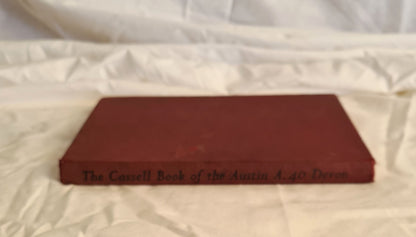 The Cassell Book of the Austin A.40 Devon